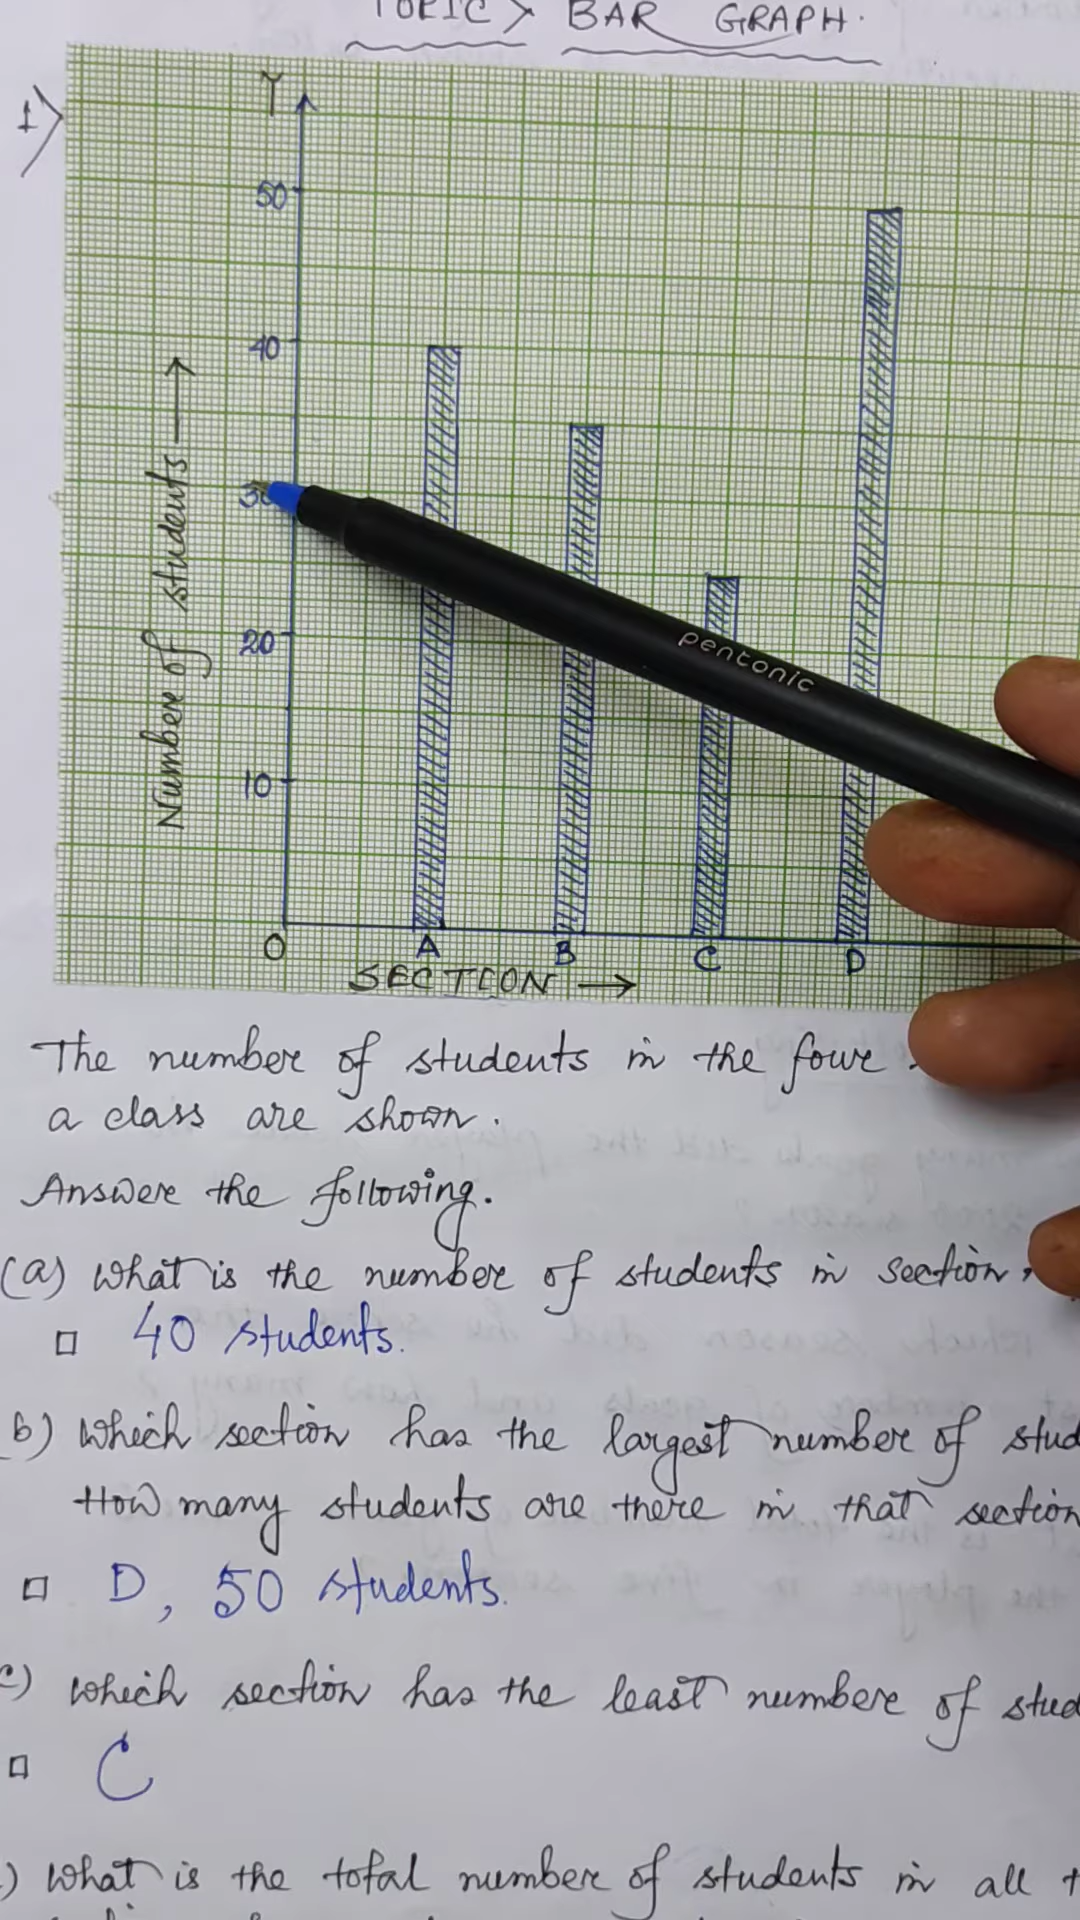 TOPIC > BAR GRAPH.
1)
Y
50
40
30
20
10
O
Number of students
A B C D
SECTION
pentonic
The number of students in the four
a class are shown.
Answer the following.
(a) What is the number of students in section
40 students.
b) Which section has the largest number of stud
How many students are there in that section
D, 50 students.
c) Which section has the least number of stud
C
) What is the total number of students in all t